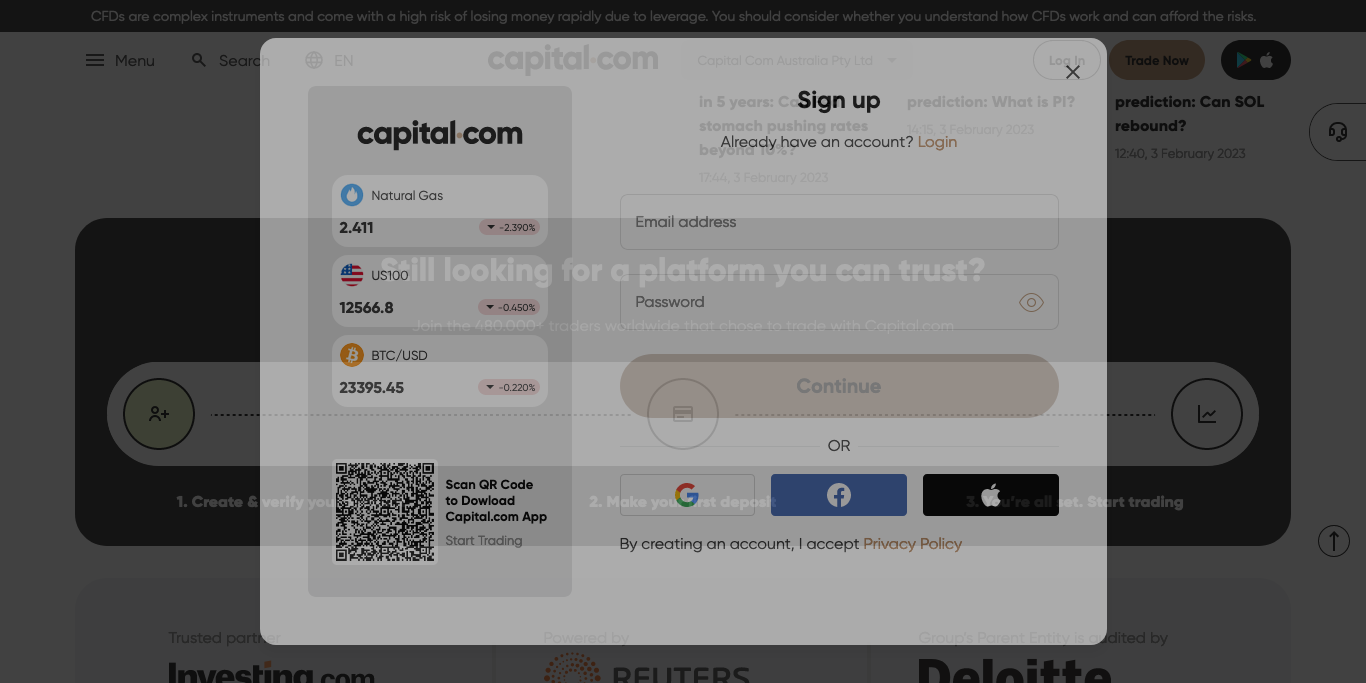 CFDs are complex instruments and come with a high risk of losing money rapidly due to leverage. You should consider whether you understand how CFDs work and can afford the risks.
Menu
Search
EN
capital.com
Capital Com Australia Pty Ltd
Log In
Trade Now
in 5 years:
stomach pushing rates
beyond 10%?
17:44, 3 February 2023
prediction: What is PI?
14:15, 3 February 2023
prediction: Can SOL
rebound?
12:40, 3 February 2023
capital.com
Natural Gas
2.411
-2.390%
US100
12566.8
-0.450%
BTC/USD
23395.45
-0.220%
Scan QR Code
to Dowload
Capital.com App
Start Trading
Sign up
Already have an account? Login
Email address
Password
Continue
OR
By creating an account, I accept Privacy Policy
Still looking for a platform you can trust?
Join the 480.000+ traders worldwide that chose to trade with Capital.com
1. Create & verify
2. Make your first deposit
3. You're all set. Start trading
Trusted partner
Investing.com
Powered by
REUTERS
Group's Parent Entity is audited by
Deloitte